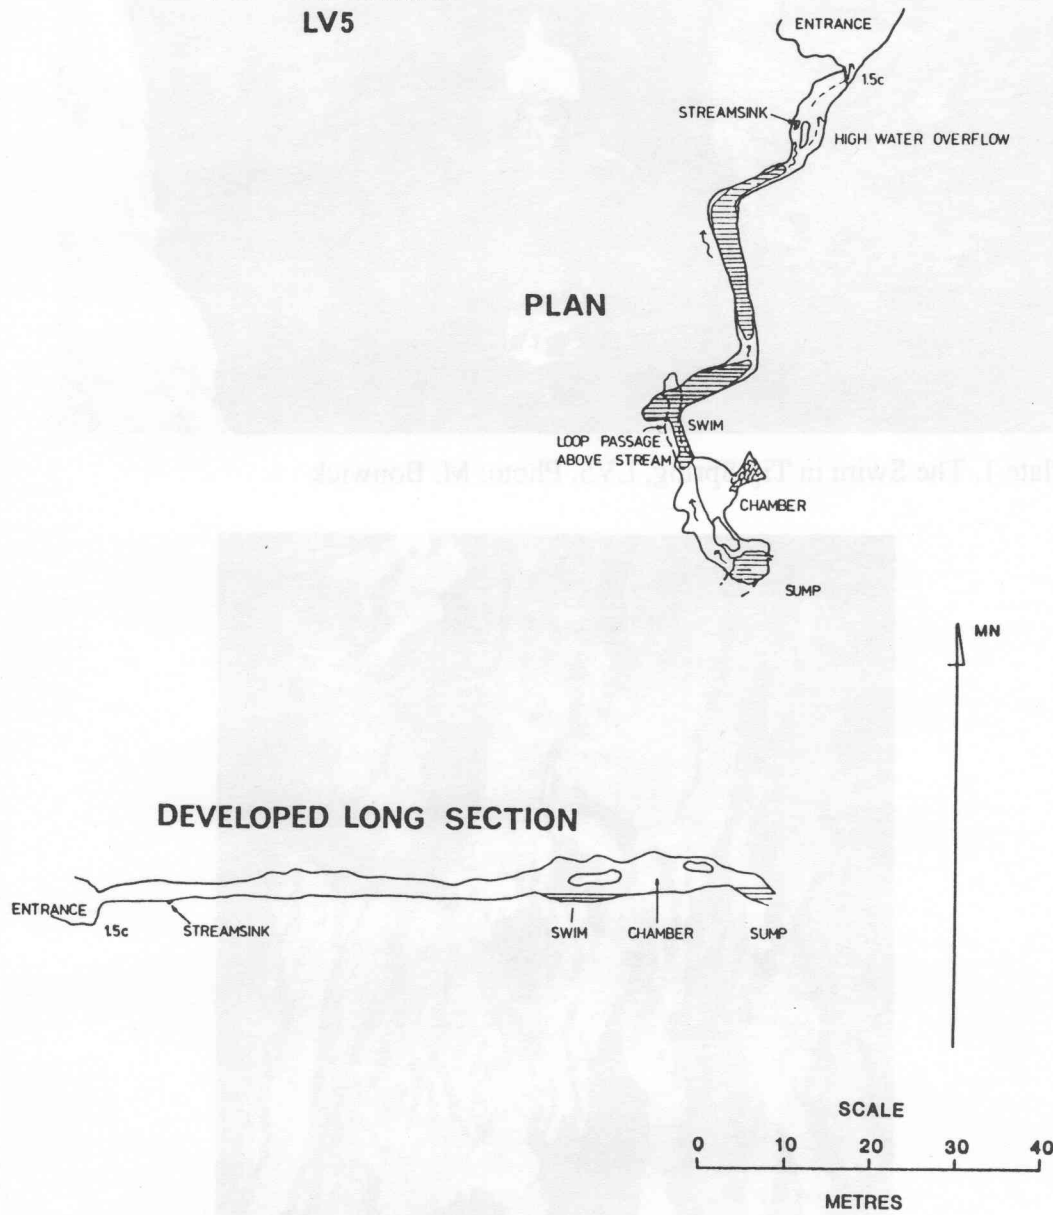 LV5
ENTRANCE
1.5c
STREAMSINK
HIGH WATER OVERFLOW
PLAN
SWIM
LOOP PASSAGE
ABOVE STREAM
CHAMBER
SUMP
MN
DEVELOPED LONG SECTION
ENTRANCE
1.5c
STREAMSINK
SWIM
CHAMBER
SUMP
SCALE
0 10 20 30 40
METRES